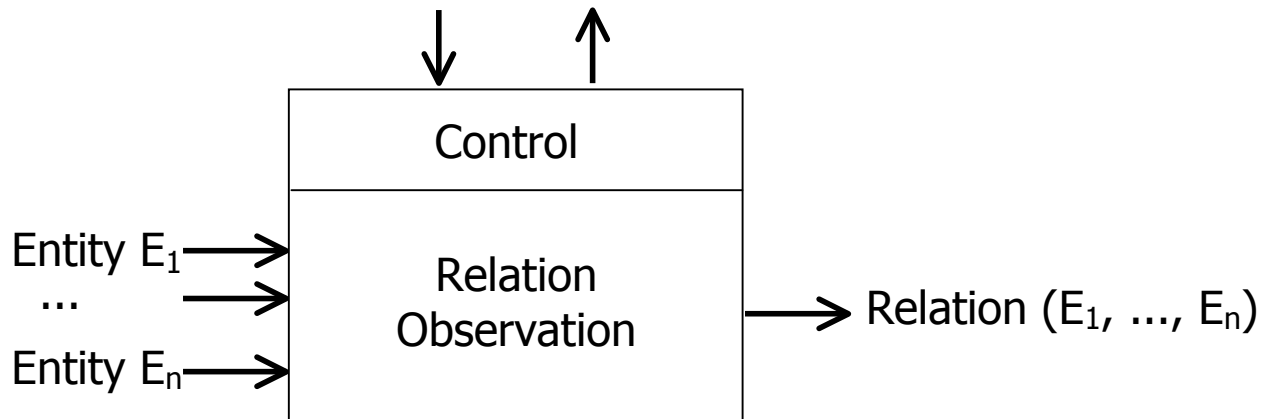 Control
Entity E₁
...
Entity Eₙ
Relation
Observation
Relation (E₁, ..., Eₙ)